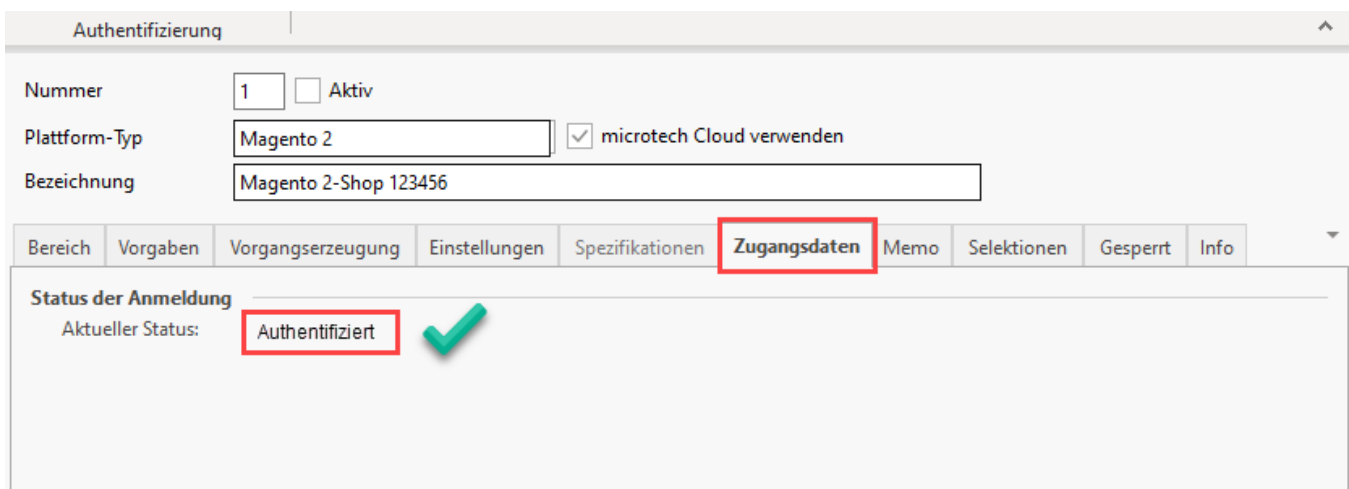 Authentifizierung
Nummer 1 Aktiv
Plattform-Typ Magento 2 microtech Cloud verwenden
Bezeichnung Magento 2-Shop 123456
Bereich Vorgaben Vorgangserzeugung Einstellungen Spezifikationen Zugangsdaten Memo Selektionen Gesperrt Info
Status der Anmeldung
Aktueller Status: Authentifiziert